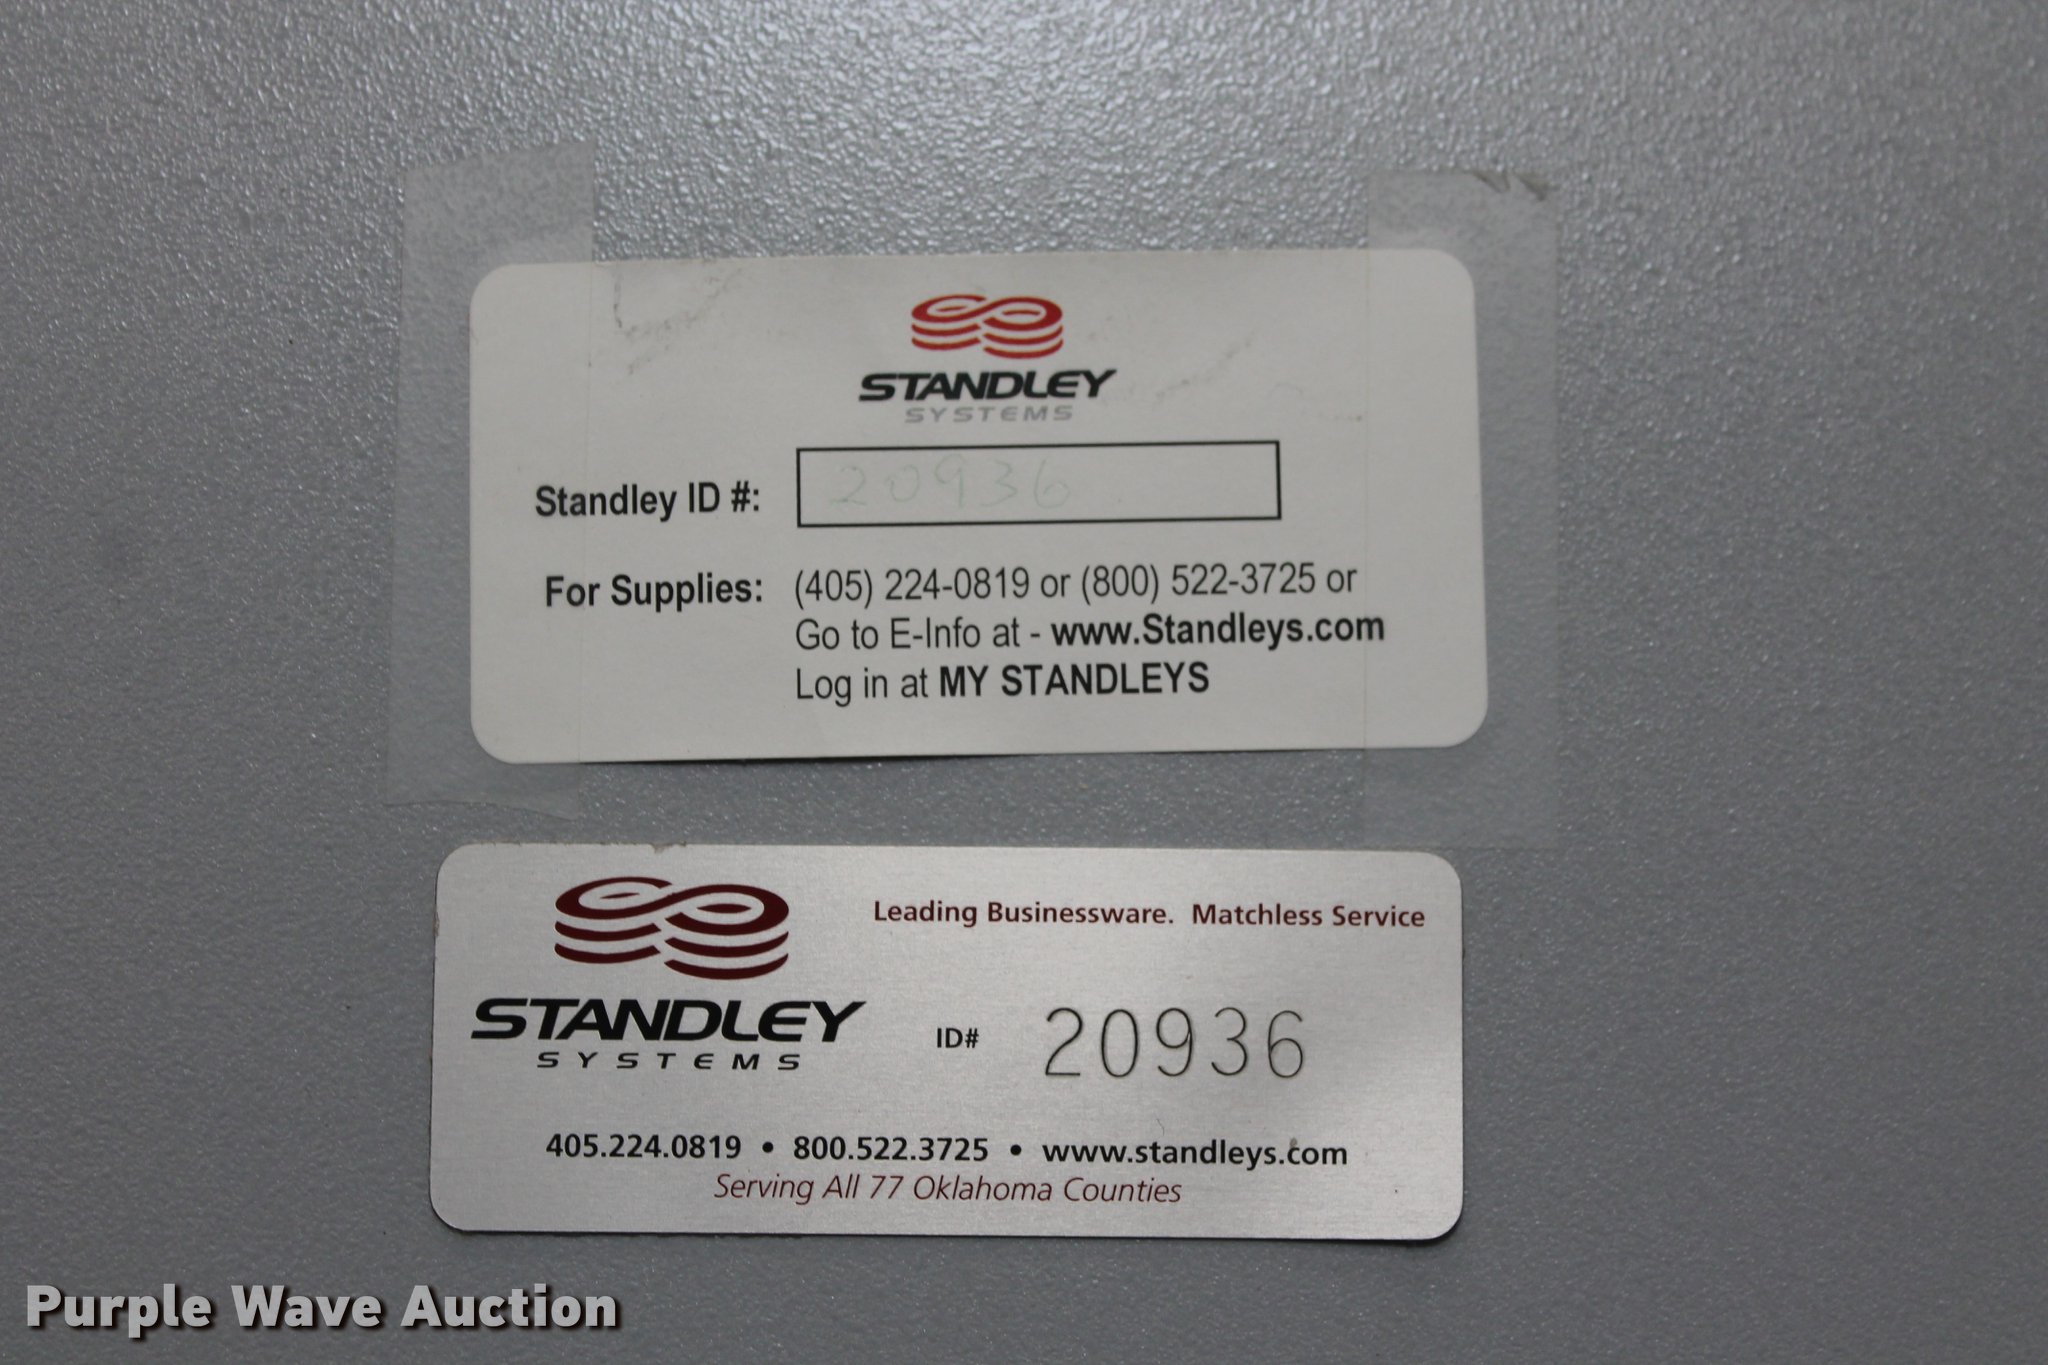 STANDLEY
SYSTEMS
Standley ID #: 20936
For Supplies: (405) 224-0819 or (800) 522-3725 or
Go to E-Info at - www.Standleys.com
Log in at MY STANDLEYS
Leading Businessware. Matchless Service
STANDLEY
SYSTEMS
ID# 20936
405.224.0819 • 800.522.3725 • www.standleys.com
Serving All 77 Oklahoma Counties
Purple Wave Auction